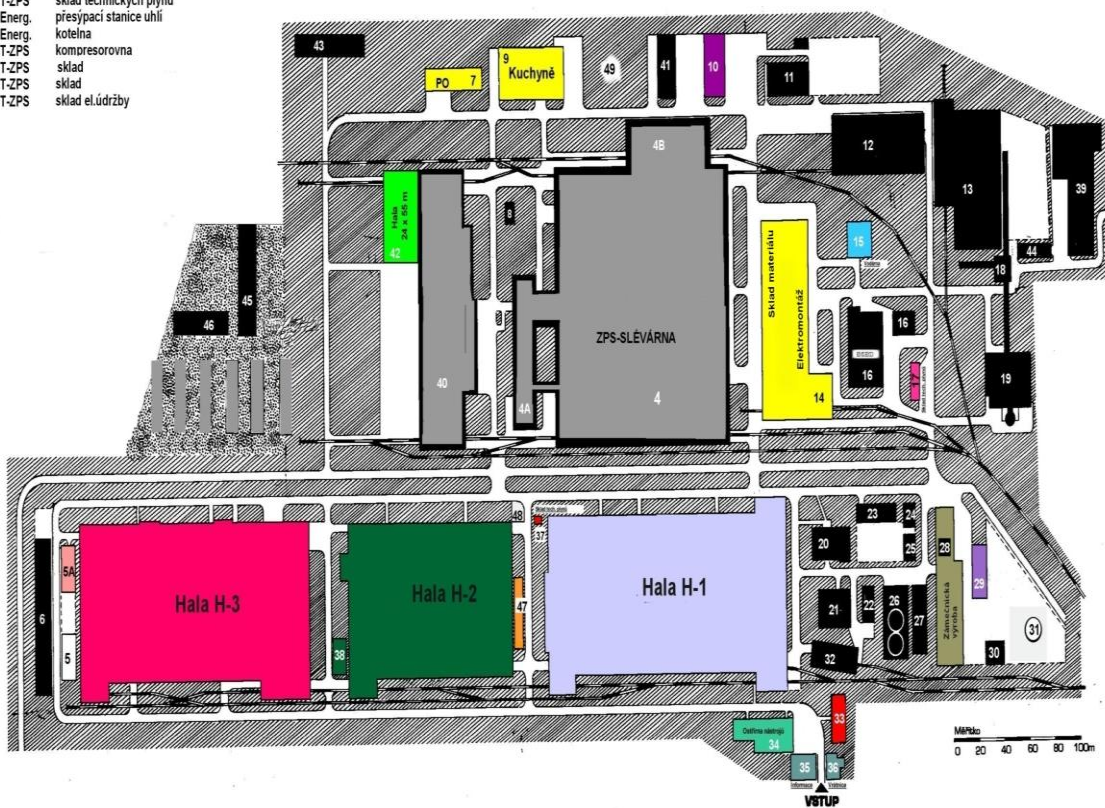 T-ZPS sklad technických plynů
Energ. přesýpací stanice uhlí
Energ. kotelna
T-ZPS kompresorovna
T-ZPS sklad
T-ZPS sklad
T-ZPS sklad el.údržby
43
PO 7
9
Kuchyně
49
41
10
11
4B
12
13
39
Hala
24 x 55 m
42
8
15
44
18
45
46
Sklad materiálu
Elektromontáž
14
16
16
17
19
ZPS-SLÉVÁRNA
40
4A
4
48
37
23
24
20
25
28
29
5A
Hala H-3
Hala H-2
Hala H-1
47
6
5
38
21
22
26
27
Zámečnická
výroba
31
30
32
33
Ostřírna nástrojů
34
35
36
Informace
Vrátnice
VSTUP
Měřítko
0 20 40 60 80 100m